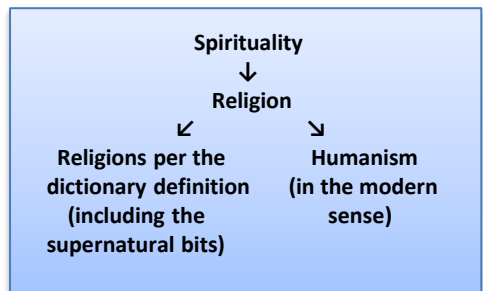 Spirituality
↓
Religion
↙ ↘
Religions per the
dictionary definition
(including the
supernatural bits)
Humanism
(in the modern
sense)